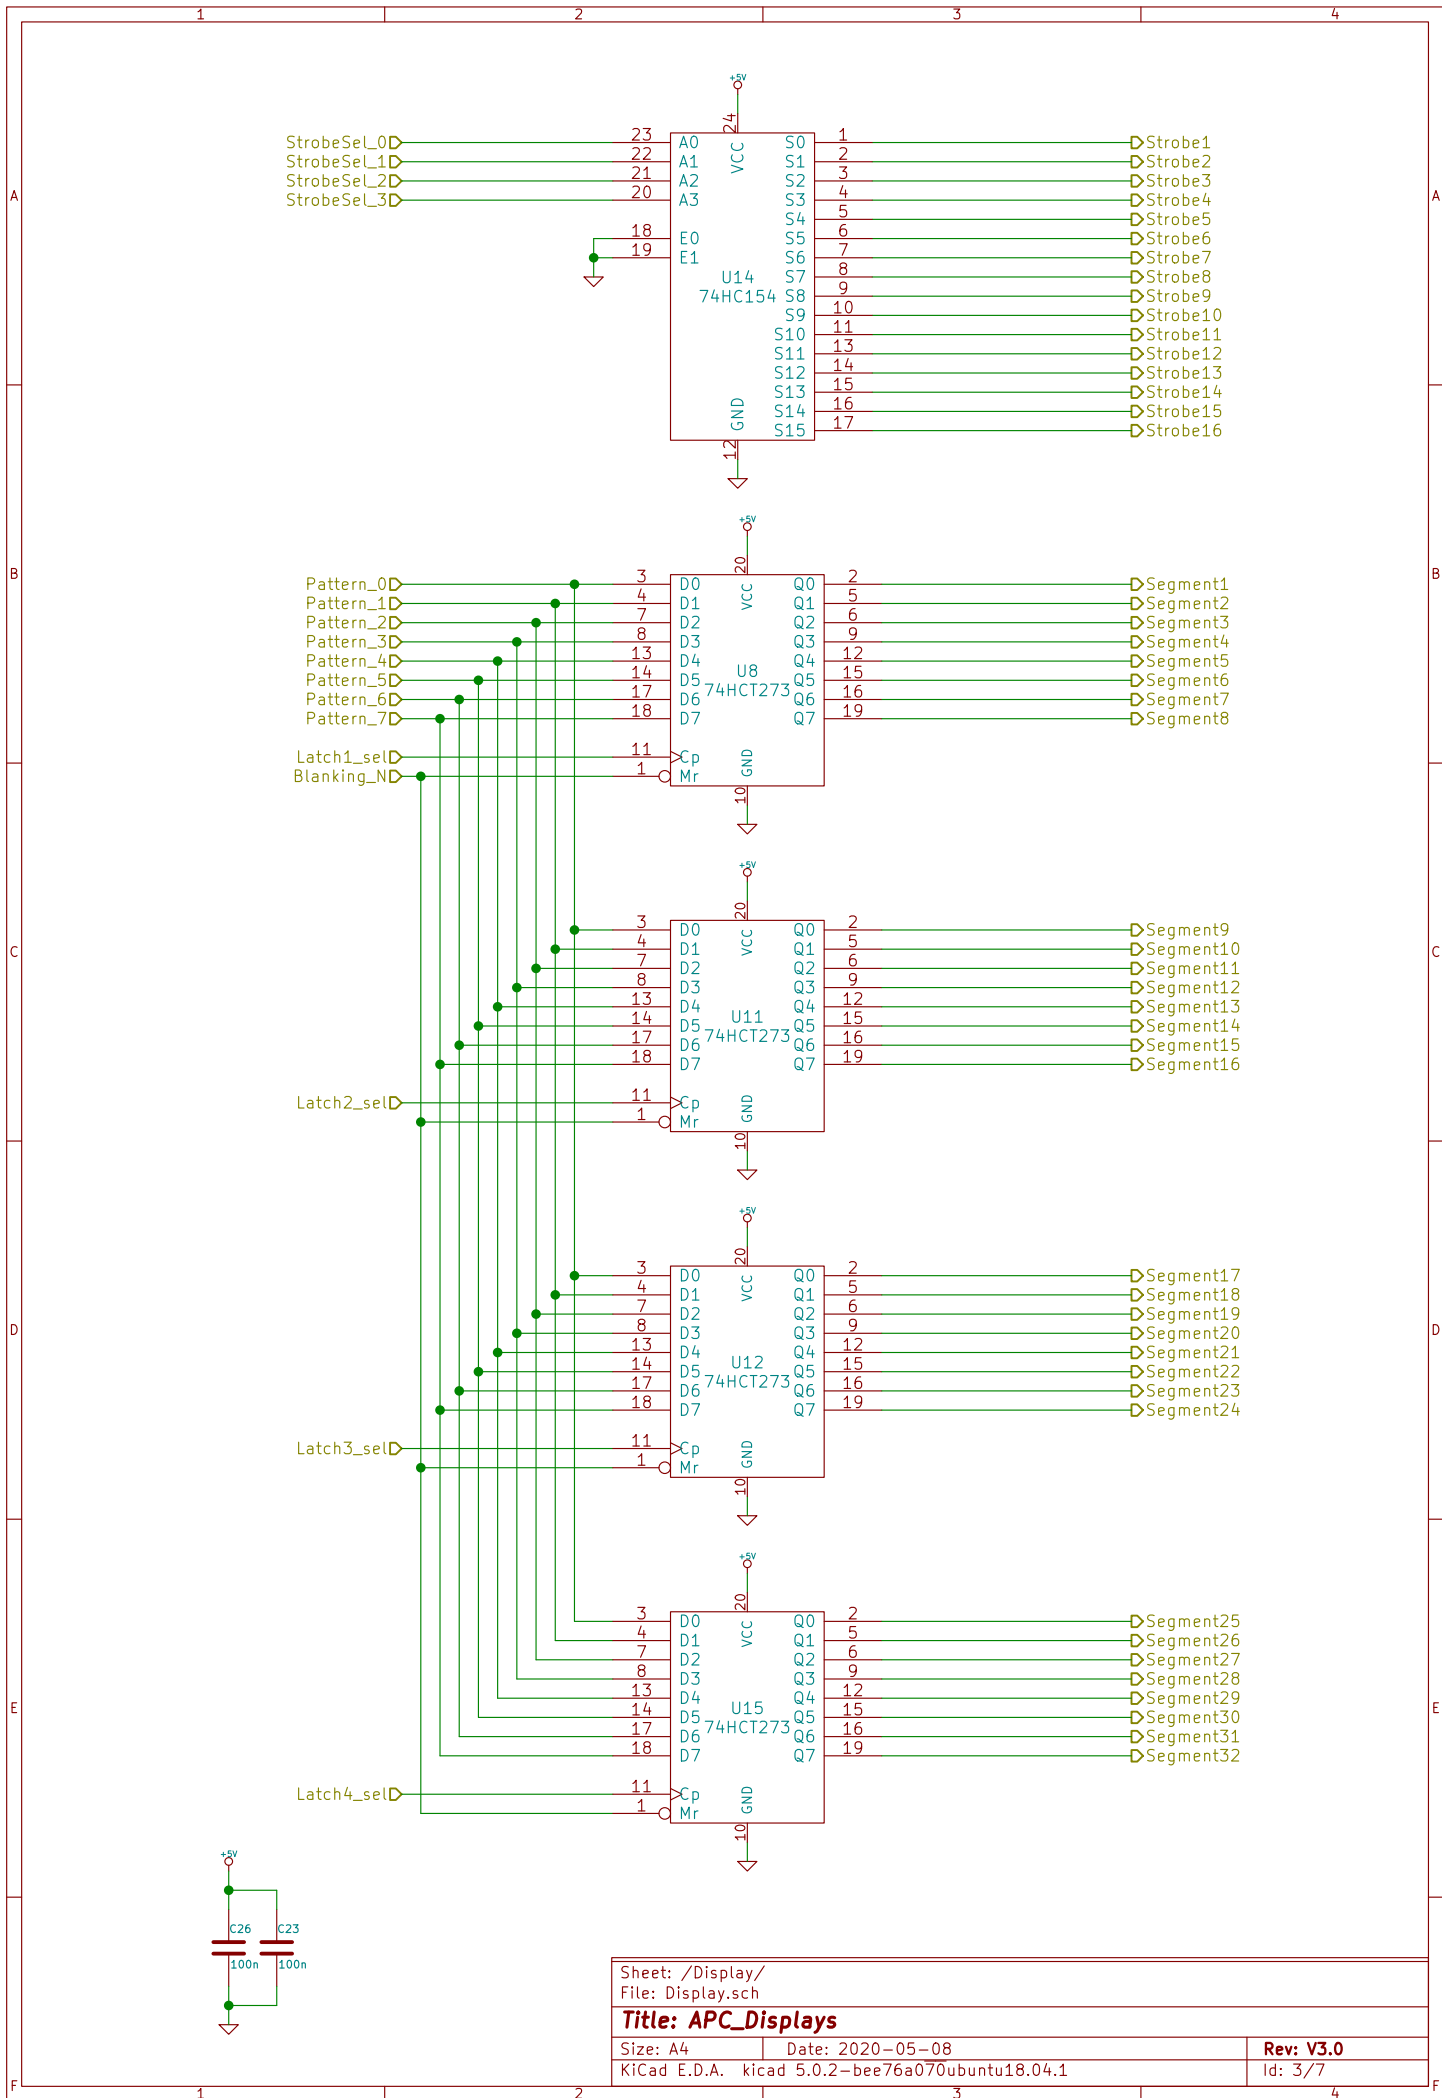 1 2 3 4
+5V
24
StrobeSel_0 23 A0 VCC S0 1 Strobe1
StrobeSel_1 22 A1 S1 2 Strobe2
StrobeSel_2 21 A2 S2 3 Strobe3
StrobeSel_3 20 A3 S3 4 Strobe4
A A
S4 5 Strobe5
18 E0 S5 6 Strobe6
19 E1 S6 7 Strobe7
U14 S7 8 Strobe8
74HC154 S8 9 Strobe9
S9 10 Strobe10
S10 11 Strobe11
S11 13 Strobe12
S12 14 Strobe13
S13 15 Strobe14
GND S14 16 Strobe15
S15 17 Strobe16
12
+5V
20
B B
Pattern_0 3 D0 VCC Q0 2 Segment1
Pattern_1 4 D1 Q1 5 Segment2
Pattern_2 7 D2 Q2 6 Segment3
Pattern_3 8 D3 Q3 9 Segment4
Pattern_4 13 D4 Q4 12 Segment5
U8
Pattern_5 14 D5 Q5 15 Segment6
74HCT273
Pattern_6 17 D6 Q6 16 Segment7
Pattern_7 18 D7 Q7 19 Segment8
Latch1_sel 11 Cp GND
Blanking_N 1 Mr
10
+5V
20
3 D0 VCC Q0 2 Segment9
4 D1 Q1 5 Segment10
C C
7 D2 Q2 6 Segment11
8 D3 Q3 9 Segment12
13 D4 Q4 12 Segment13
U11
14 D5 Q5 15 Segment14
74HCT273
17 D6 Q6 16 Segment15
18 D7 Q7 19 Segment16
Latch2_sel 11 Cp GND
1 Mr
10
+5V
20
3 D0 VCC Q0 2 Segment17
4 D1 Q1 5 Segment18
7 D2 Q2 6 Segment19
D D
8 D3 Q3 9 Segment20
13 D4 Q4 12 Segment21
U12
14 D5 Q5 15 Segment22
74HCT273
17 D6 Q6 16 Segment23
18 D7 Q7 19 Segment24
Latch3_sel 11 Cp GND
1 Mr
10
+5V
20
3 D0 VCC Q0 2 Segment25
4 D1 Q1 5 Segment26
7 D2 Q2 6 Segment27
8 D3 Q3 9 Segment28
13 D4 Q4 12 Segment29
E U15 E
14 D5 Q5 15 Segment30
74HCT273
17 D6 Q6 16 Segment31
18 D7 Q7 19 Segment32
Latch4_sel 11 Cp GND
1 Mr
10
+5V
C26 C23
100n 100n
Sheet: /Display/
File: Display.sch
Title: APC_Displays
Size: A4 Date: 2020-05-08 Rev: V3.0
KiCad E.D.A. kicad 5.0.2-bee76a070ubuntu18.04.1 Id: 3/7
F F
1 2 3 4